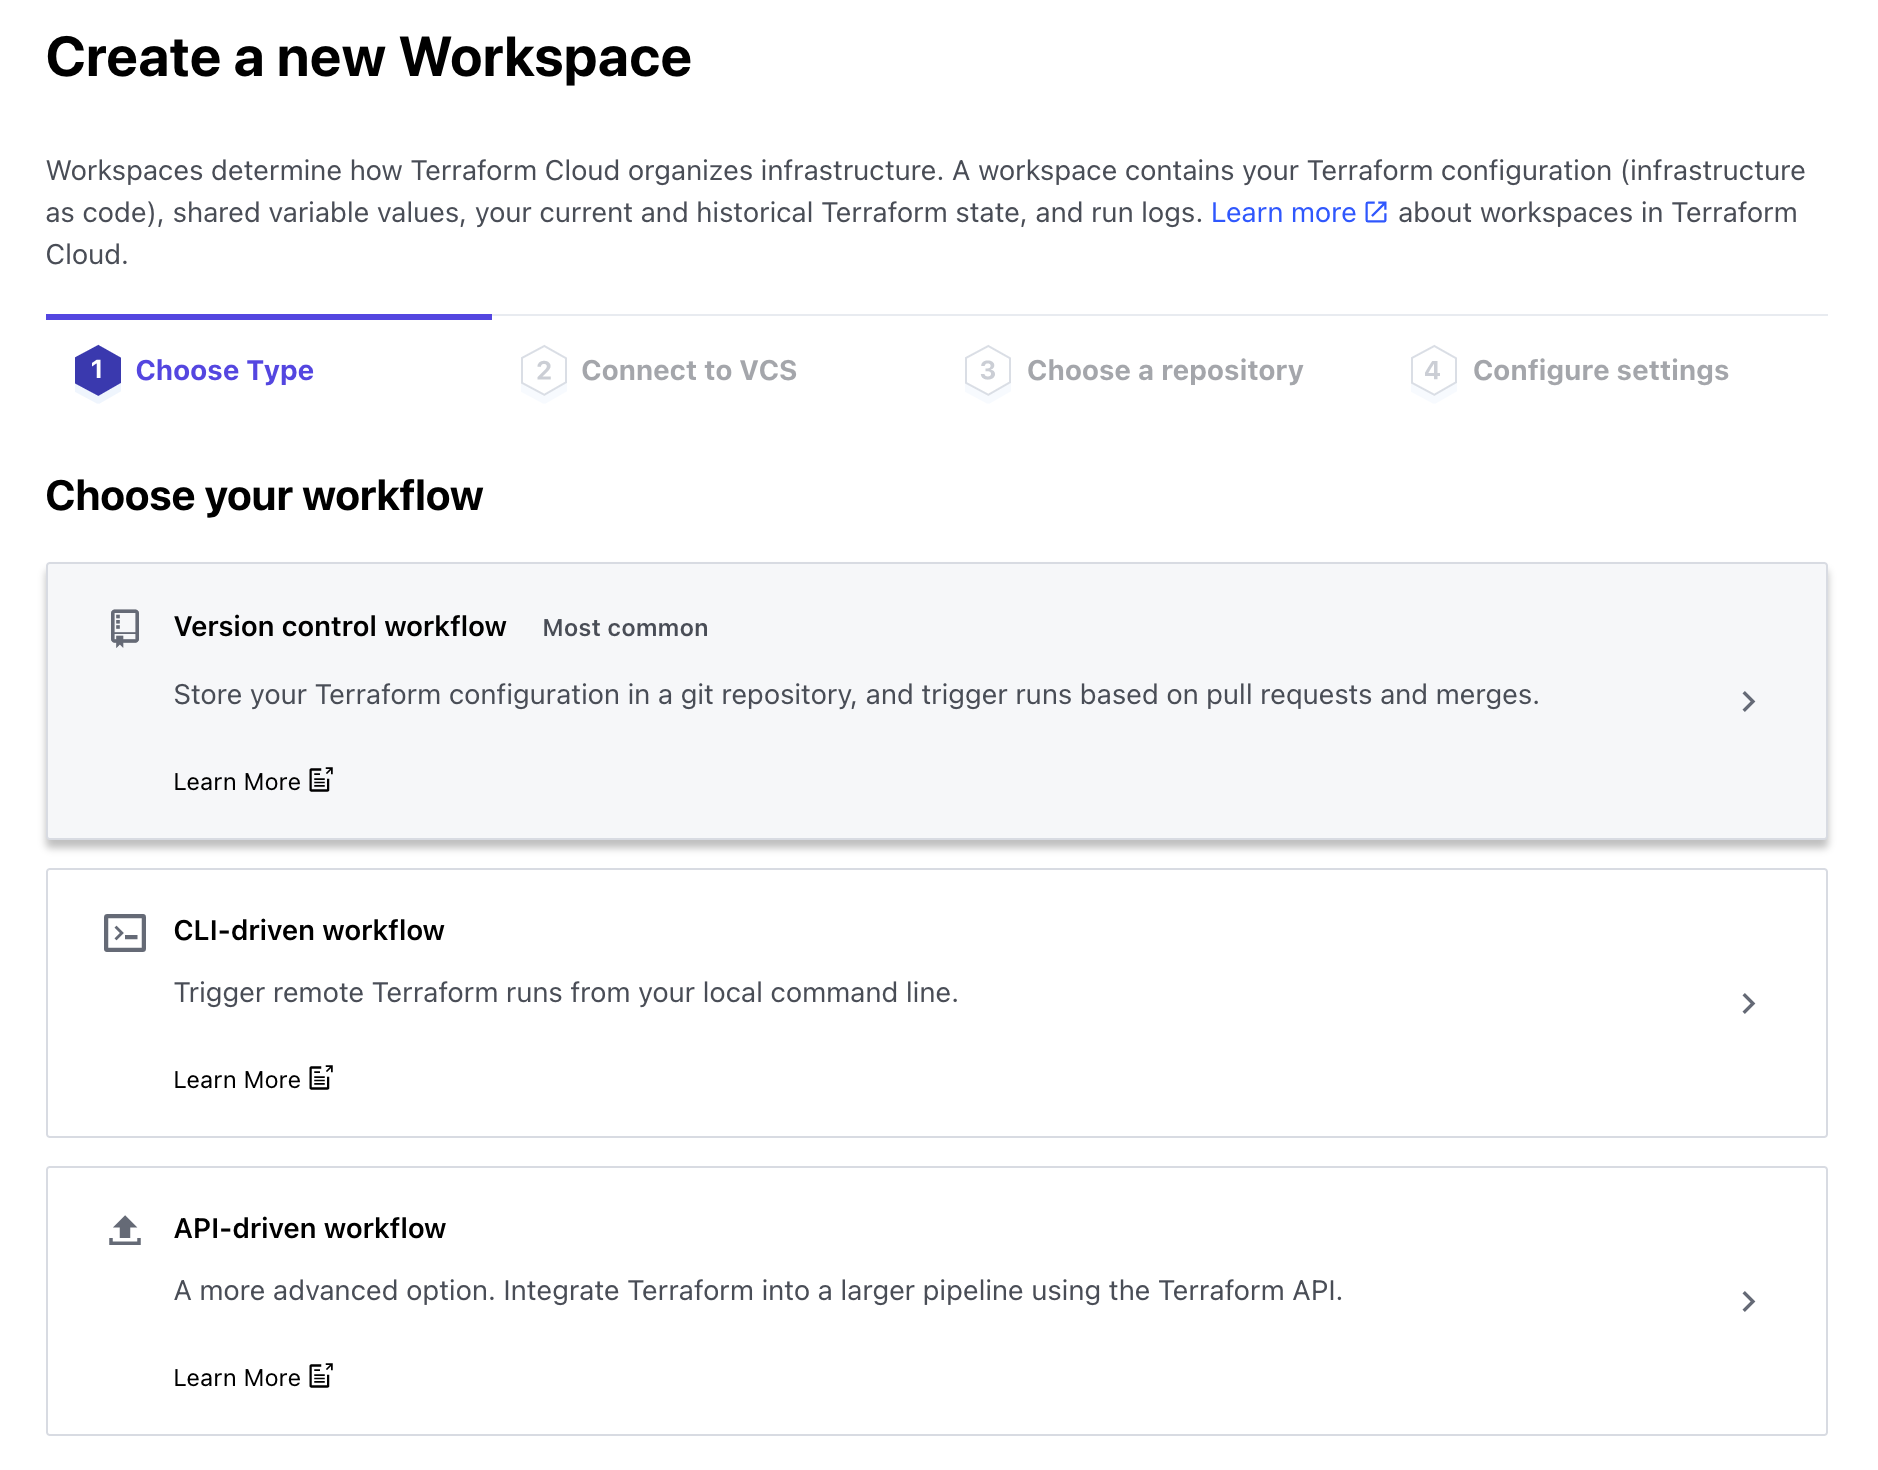 Create a new Workspace
Workspaces determine how Terraform Cloud organizes infrastructure. A workspace contains your Terraform configuration (infrastructure
as code), shared variable values, your current and historical Terraform state, and run logs. Learn more about workspaces in Terraform
Cloud.
1 Choose Type
2 Connect to VCS
3 Choose a repository
4 Configure settings
Choose your workflow
Version control workflow Most common
Store your Terraform configuration in a git repository, and trigger runs based on pull requests and merges.
Learn More
CLI-driven workflow
Trigger remote Terraform runs from your local command line.
Learn More
API-driven workflow
A more advanced option. Integrate Terraform into a larger pipeline using the Terraform API.
Learn More